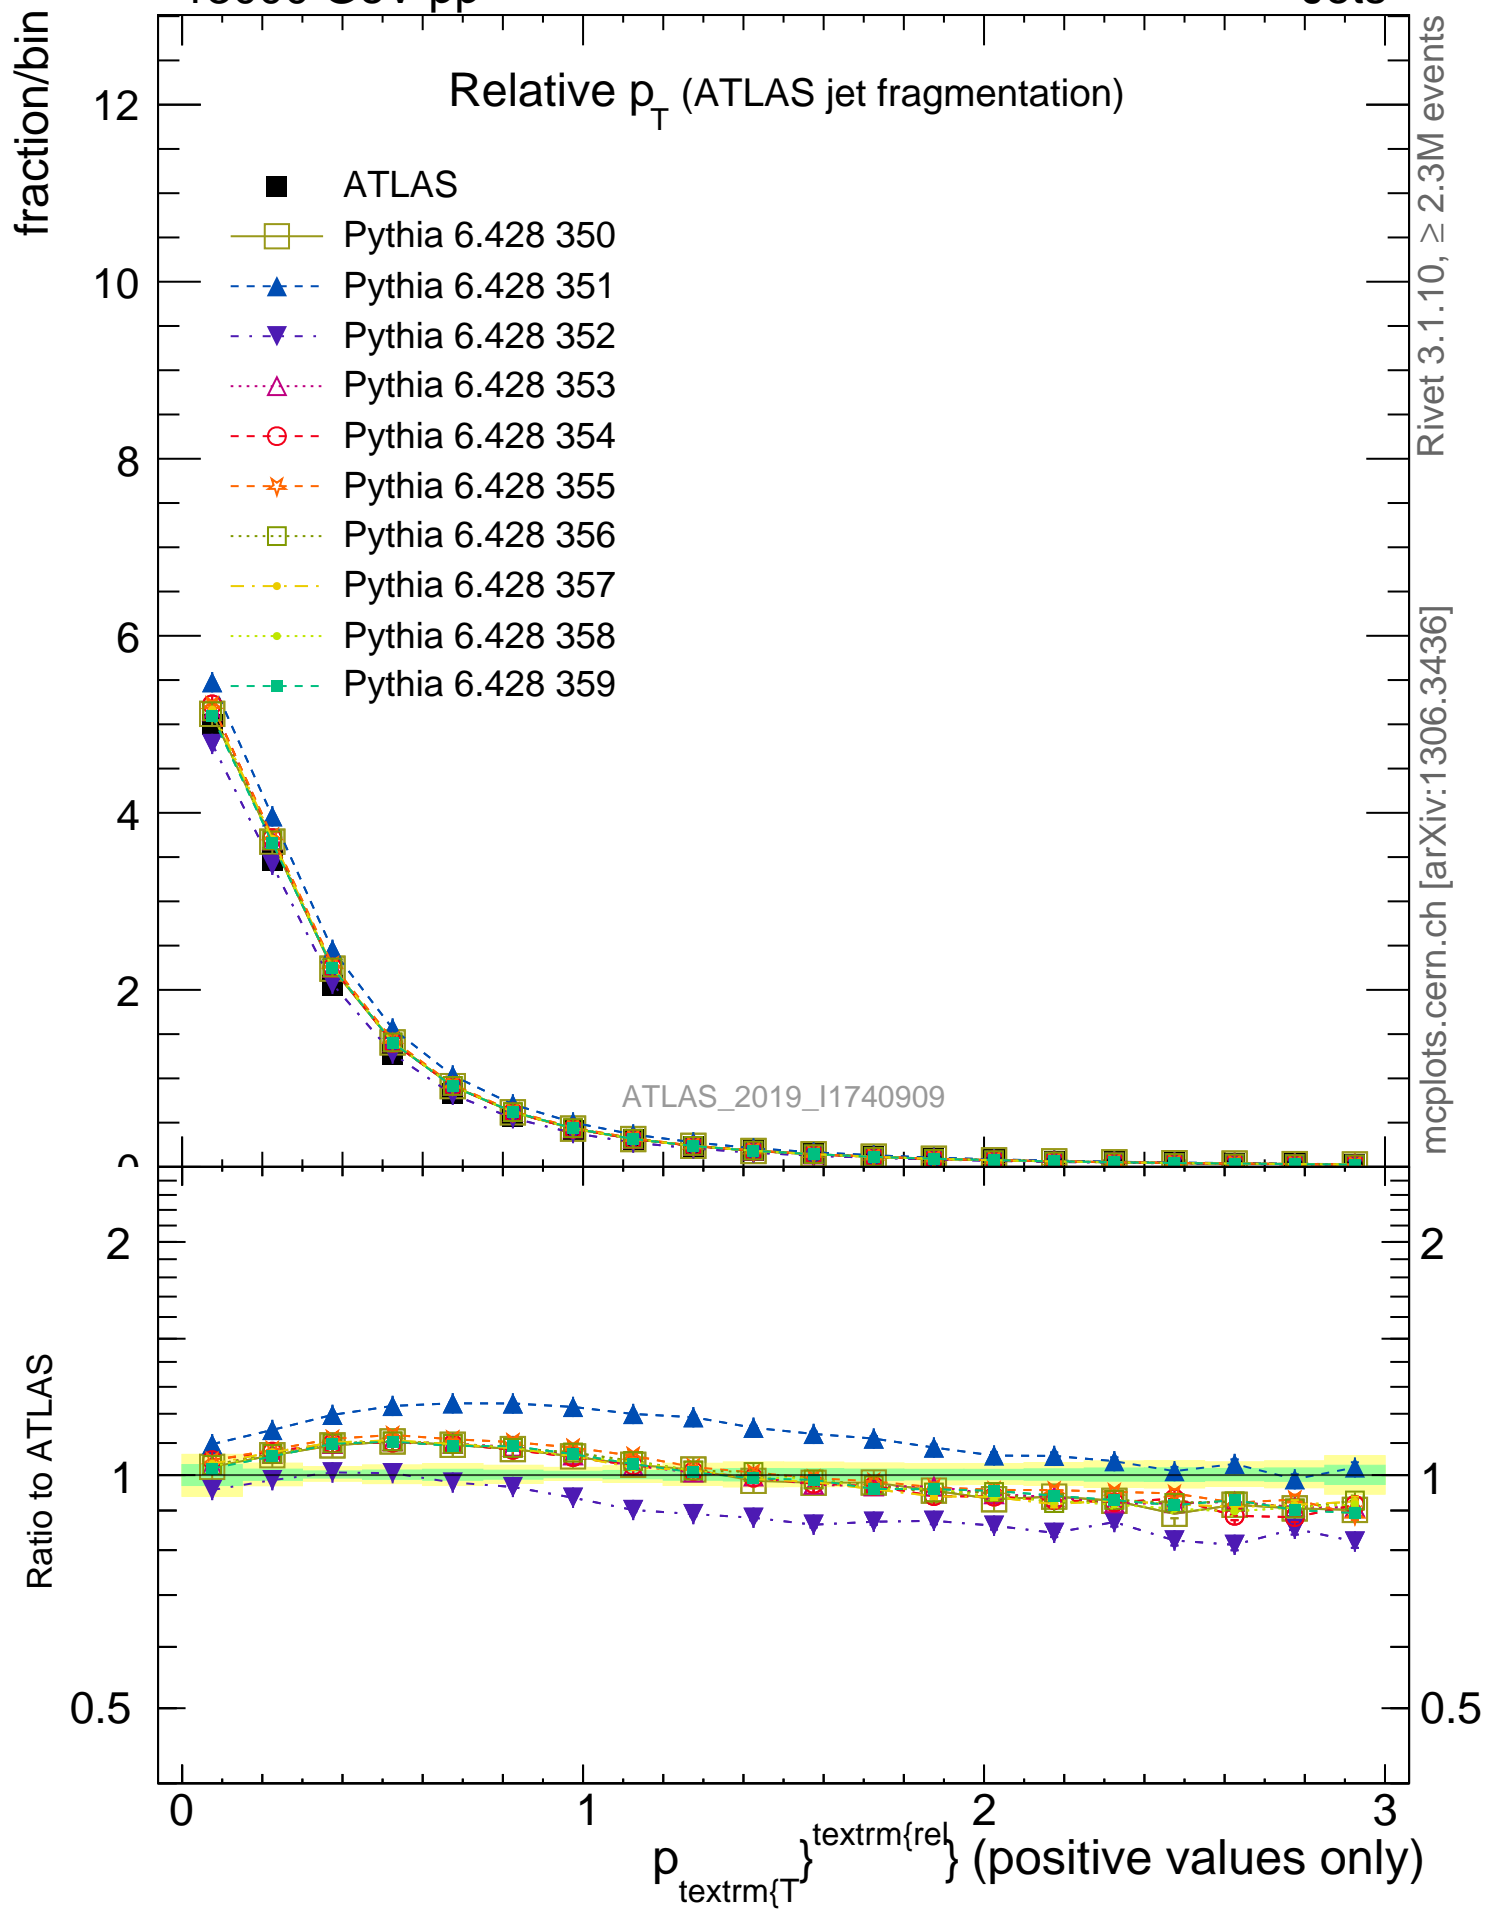 fraction/bin
Relative p_T (ATLAS jet fragmentation)
ATLAS
Pythia 6.428 350
Pythia 6.428 351
Pythia 6.428 352
Pythia 6.428 353
Pythia 6.428 354
Pythia 6.428 355
Pythia 6.428 356
Pythia 6.428 357
Pythia 6.428 358
Pythia 6.428 359
12
10
8
6
4
2
0
ATLAS_2019_I1740909
Rivet 3.1.10, ≥ 2.3M events
mcplots.cern.ch [arXiv:1306.3436]
Ratio to ATLAS
2
1
0.5
2
1
0.5
0
1
2
3
p_textrm{T}^textrm{rel} (positive values only)